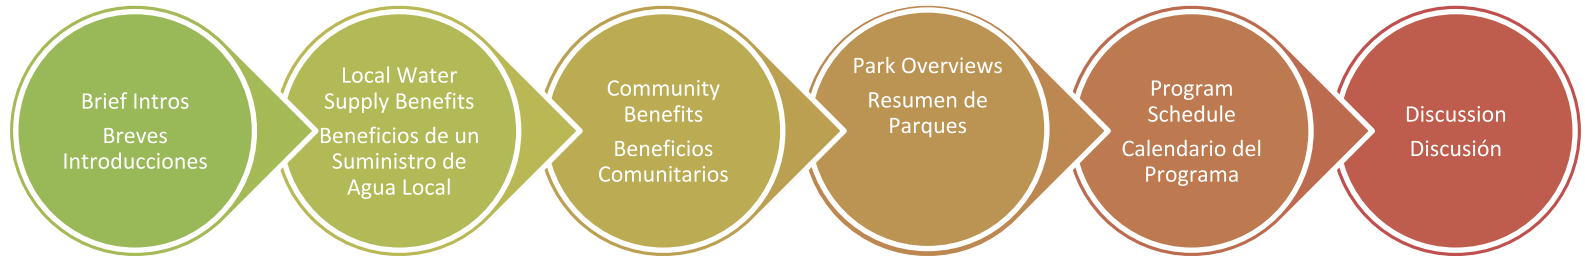 Brief Intros
Breves
Introducciones
Local Water
Supply Benefits
Beneficios de un
Suministro de
Agua Local
Community
Benefits
Beneficios
Comunitarios
Park Overviews
Resumen de
Parques
Program
Schedule
Calendario del
Programa
Discussion
Discusión